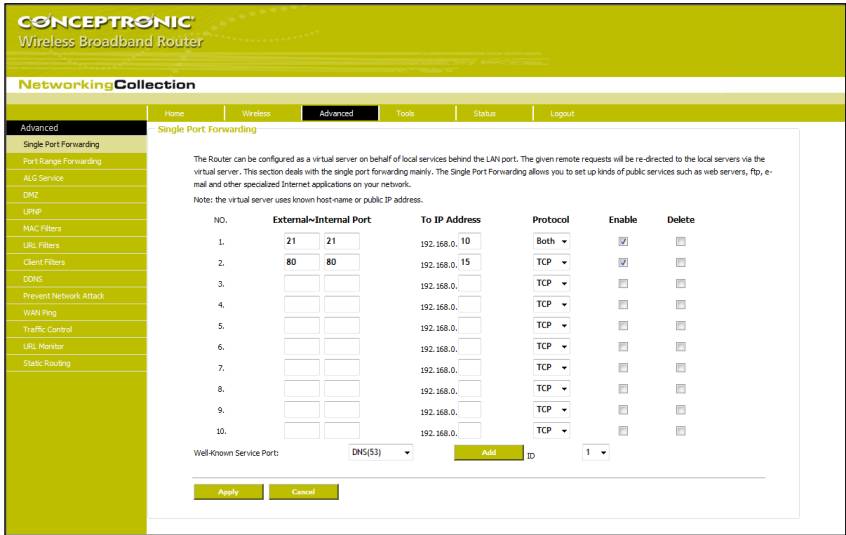 CONCEPTRONIC
Wireless Broadband Router
NetworkingCollection
Home Wireless Advanced Tools Status Logout
Advanced
Single Port Forwarding
Port Range Forwarding
ALG Service
DMZ
UPNP
MAC Filters
URL Filters
Client Filters
DDNS
Prevent Network Attack
WAN Ping
Traffic Control
URL Monitor
Static Routing
Single Port Forwarding
The Router can be configured as a virtual server on behalf of local services behind the LAN port. The given remote requests will be re-directed to the local servers via the
virtual server. This section deals with the single port forwarding mainly. The Single Port Forwarding allows you to set up kinds of public services such as web servers, ftp, e-
mail and other specialized Internet applications on your network.
Note: the virtual server uses known host-name or public IP address.
NO. External~Internal Port To IP Address Protocol Enable Delete
1. 21 21 192.168.0. 10 Both
2. 80 80 192.168.0. 15 TCP
3. 192.168.0. TCP
4. 192.168.0. TCP
5. 192.168.0. TCP
6. 192.168.0. TCP
7. 192.168.0. TCP
8. 192.168.0. TCP
9. 192.168.0. TCP
10. 192.168.0. TCP
Well-Known Service Port: DNS(53) Add ID 1
Apply Cancel